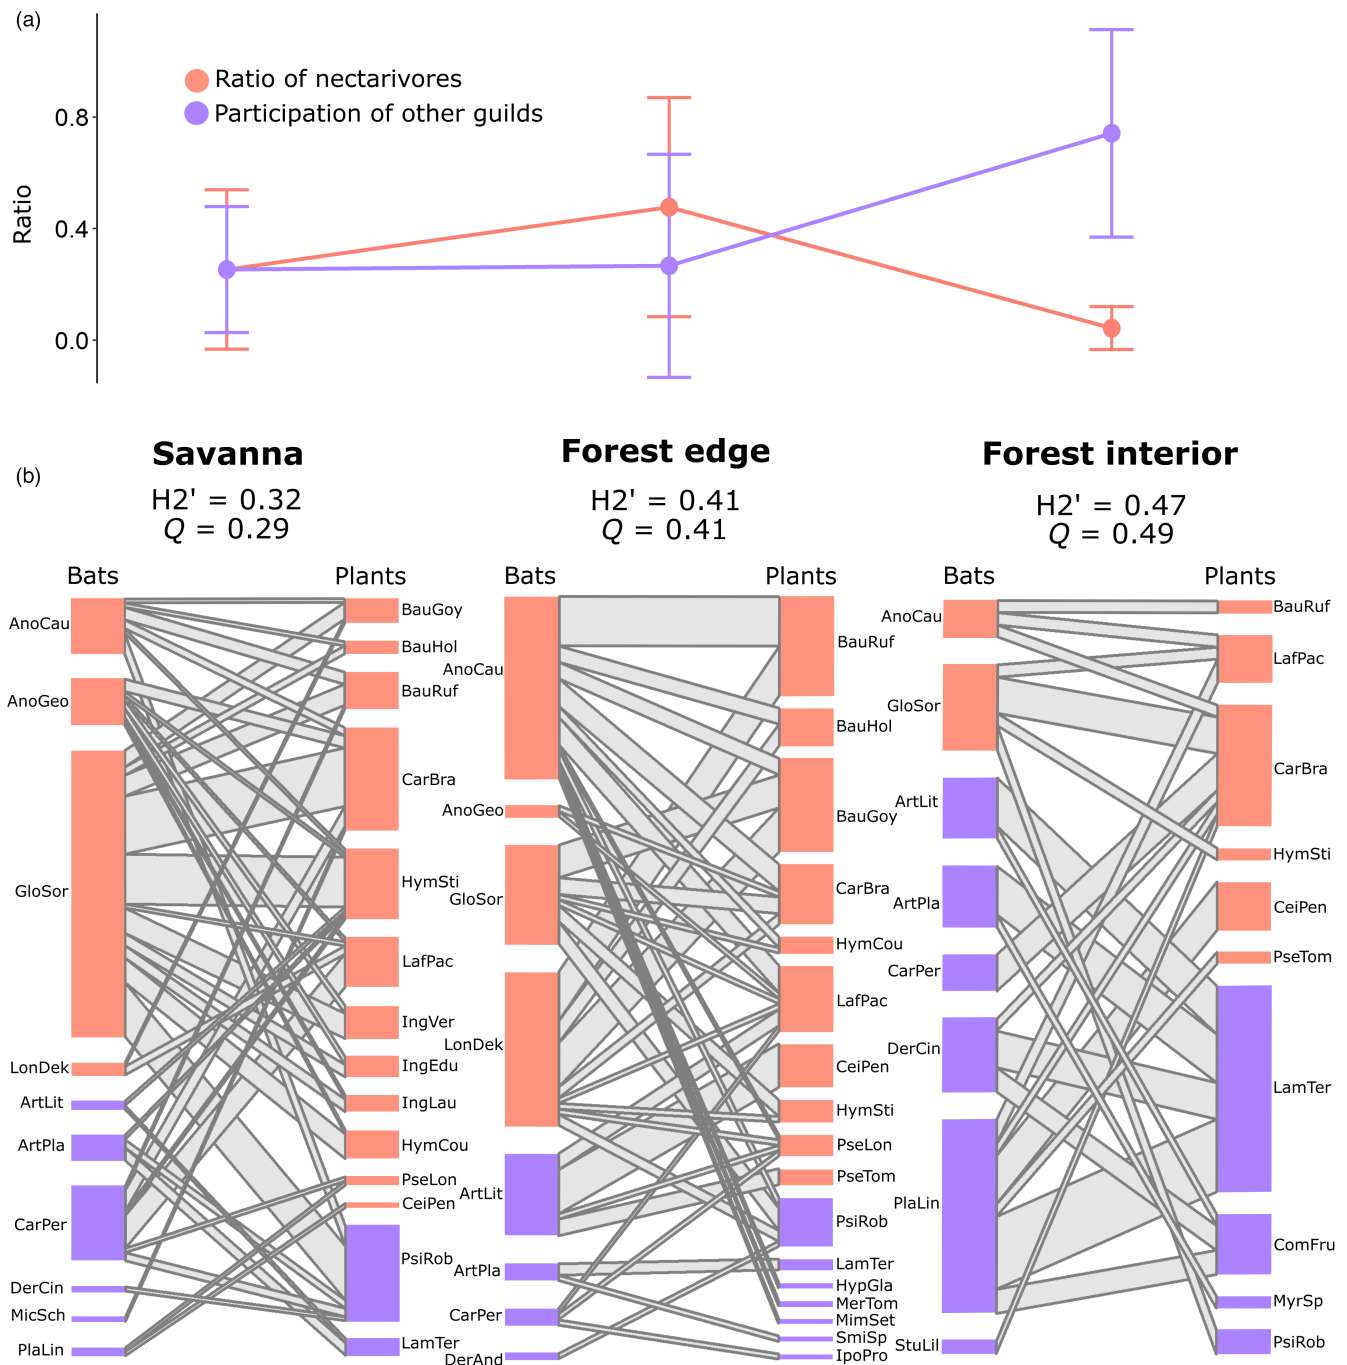 (a)
Ratio of nectarivores
Participation of other guilds
0.8
0.4
0.0
Ratio
(b)
Savanna
H2' = 0.32
Q = 0.29
Bats
Plants
AnoCau
AnoGeo
GloSor
LonDek
ArtLit
ArtPla
CarPer
DerCin
MicSch
PlaLin
BauGoy
BauHol
BauRuf
CarBra
HymSti
LafPac
IngVer
IngEdu
IngLau
HymCou
PseLon
CeiPen
PsiRob
LamTer
Forest edge
H2' = 0.41
Q = 0.41
Bats
Plants
AnoCau
AnoGeo
GloSor
LonDek
ArtLit
ArtPla
CarPer
DerAnd
BauRuf
BauHol
BauGoy
CarBra
HymCou
LafPac
CeiPen
HymSti
PseLon
PseTom
PsiRob
LamTer
HypGla
MerTom
MimSet
SmiSp
IpoPro
Forest interior
H2' = 0.47
Q = 0.49
Bats
Plants
AnoCau
GloSor
ArtLit
ArtPla
CarPer
DerCin
PlaLin
StuLil
BauRuf
LafPac
CarBra
HymSti
CeiPen
PseTom
LamTer
ComFru
MyrSp
PsiRob